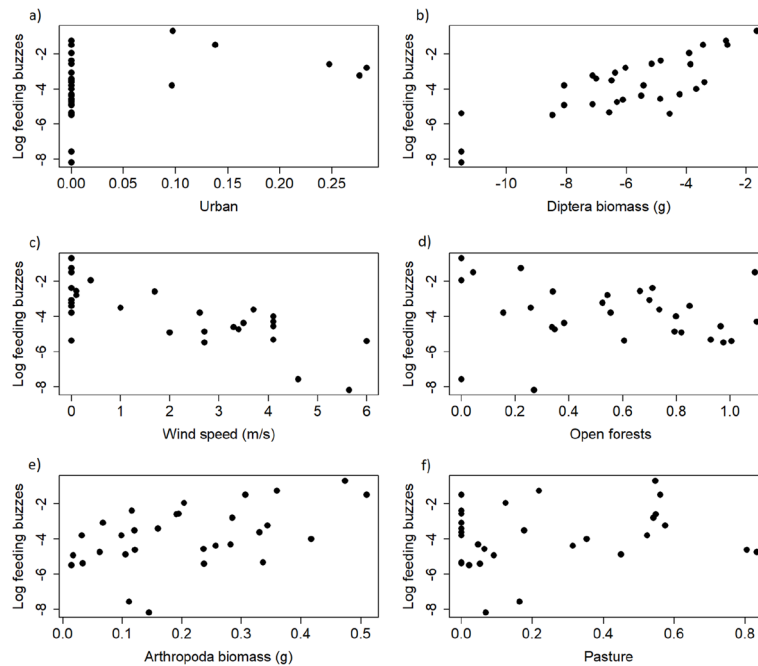 a)
Log feeding buzzes
-8 -6 -4 -2
0.00 0.05 0.10 0.15 0.20 0.25
Urban
b)
Log feeding buzzes
-8 -6 -4 -2
-10 -8 -6 -4 -2
Diptera biomass (g)
c)
Log feeding buzzes
-8 -6 -4 -2
0 1 2 3 4 5 6
Wind speed (m/s)
d)
Log feeding buzzes
-8 -6 -4 -2
0.0 0.2 0.4 0.6 0.8 1.0
Open forests
e)
Log feeding buzzes
-8 -6 -4 -2
0.0 0.1 0.2 0.3 0.4 0.5
Arthropoda biomass (g)
f)
Log feeding buzzes
-8 -6 -4 -2
0.0 0.2 0.4 0.6 0.8
Pasture